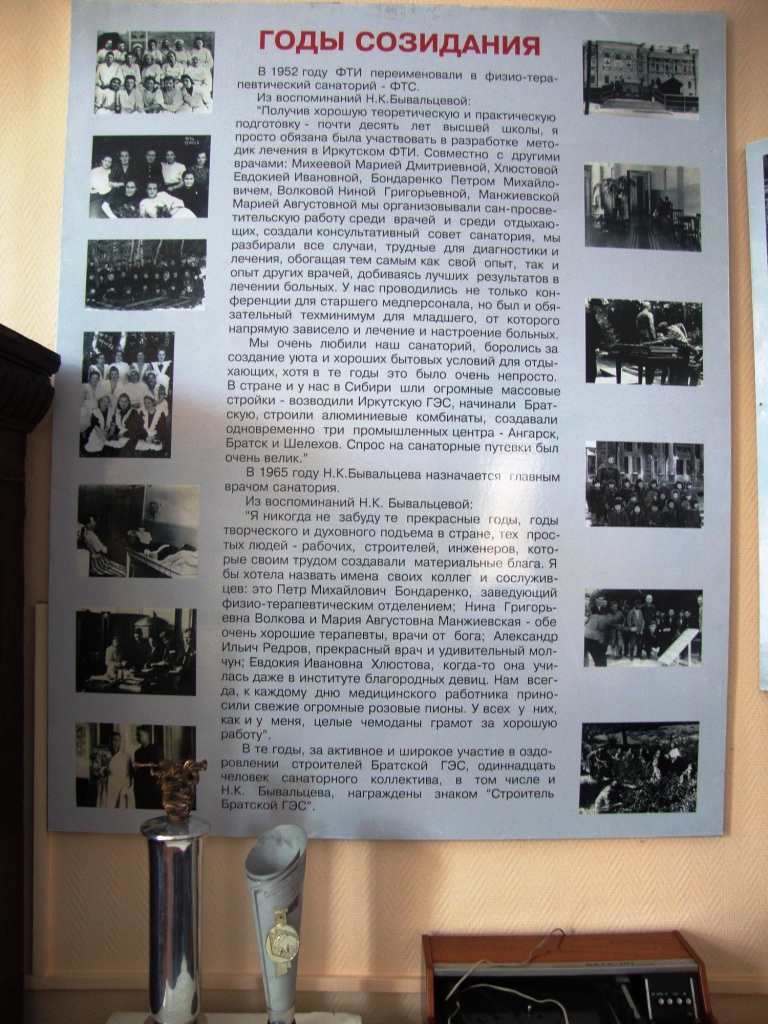 ГОДЫ СОЗИДАНИЯ
В 1952 году ФТИ переименовали в физио-тера-
певтический санаторий - ФТС.
Из воспоминаний Н.К.Бывальцевой:
"Получив хорошую теоретическую и практическую
подготовку - почти десять лет высшей школы, я
просто обязана была участвовать в разработке мето-
дик лечения в Иркутском ФТИ. Совместно с другими
врачами: Михеевой Марией Дмитриевной, Хлюстовой
Евдокией Ивановной, Бондаренко Петром Михайло-
вичем, Волковой Ниной Григорьевной, Манжиевской
Марией Августовной мы организовывали сан-просве-
тительскую работу среди врачей и среди отдыхаю-
щих, создали консультативный совет санатория, мы
разбирали все случаи, трудные для диагностики и
лечения, обогащая тем самым как свой опыт, так и
опыт других врачей, добиваясь лучших результатов в
лечении больных. У нас проводились не только кон-
ференции для старшего медперсонала, но был и обя-
зательный техминимум для младшего, от которого
напрямую зависело и лечение и настроение больных.
Мы очень любили наш санаторий, боролись за
создание уюта и хороших бытовых условий для отды-
хающих, хотя в те годы это было очень непросто.
В стране и у нас в Сибири шли огромные массовые
стройки - возводили Иркутскую ГЭС, начинали Брат-
скую, строили алюминиевые комбинаты, создавали
одновременно три промышленных центра - Ангарск,
Братск и Шелехов. Спрос на санаторные путевки был
очень велик."
В 1965 году Н.К.Бывальцева назначается главным
врачом санатория.
Из воспоминаний Н.К. Бывальцевой:
"Я никогда не забуду те прекрасные годы, годы
творческого и духовного подъема в стране, тех прос-
тых людей - рабочих, строителей, инженеров, кото-
рые своим трудом создавали материальные блага. Я
бы хотела назвать имена своих коллег и сослужив-
цев: это Петр Михайлович Бондаренко, заведующий
физио-терапевтическим отделением; Нина Григорь-
евна Волкова и Мария Августовна Манжиевская - обе
очень хорошие терапевты, врачи от бога; Александр
Ильич Редров, прекрасный врач и удивительный мол-
чун; Евдокия Ивановна Хлюстова, когда-то она учи-
лась даже в институте благородных девиц. Нам всег-
да, к каждому дню медицинского работника прино-
сили свежие огромные розовые пионы. У всех у них,
как и у меня, целые чемоданы грамот за хорошую
работу".
В те годы, за активное и широкое участие в оздо-
ровлении строителей Братской ГЭС, одиннадцать
человек санаторного коллектива, в том числе и
Н.К. Бывальцева, награждены знаком "Строитель
Братской ГЭС".